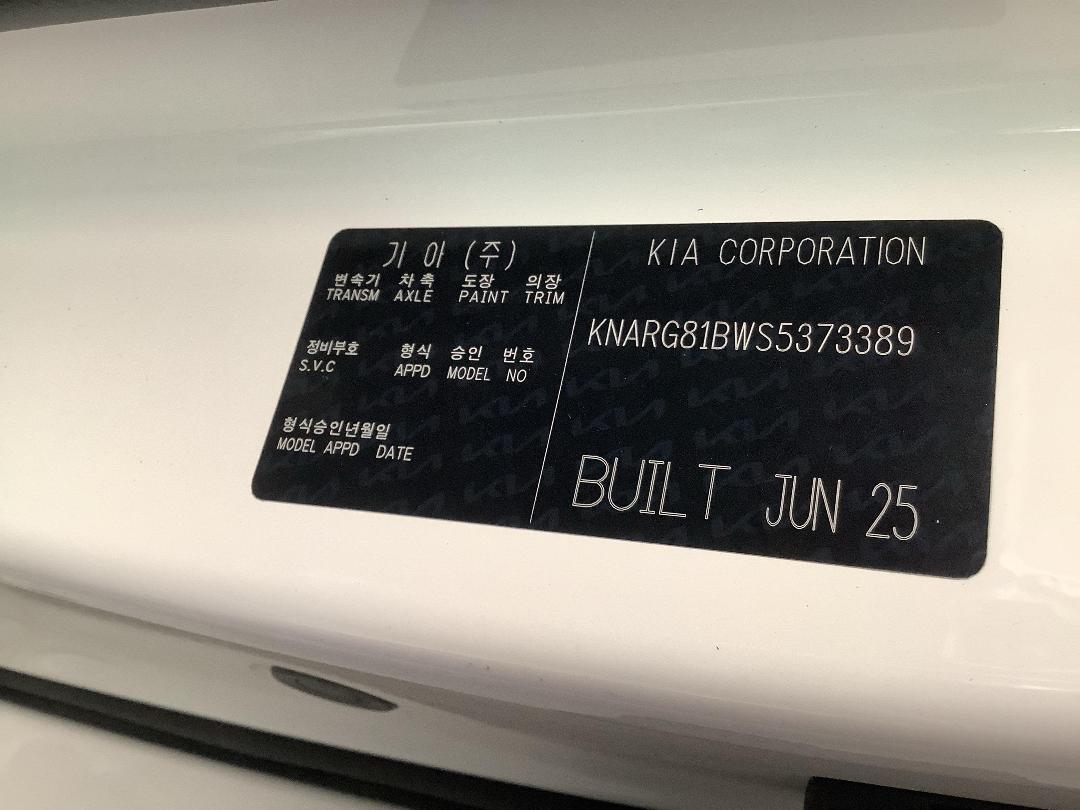 기아(주)
변속기 차축 도장 의장
TRANSM AXLE PAINT TRIM
정비부호 형식 승인 번호
S.V.C APPD MODEL NO
형식승인년월일
MODEL APPD DATE
KIA CORPORATION
KNARG81BWS5373389
BUILT JUN 25